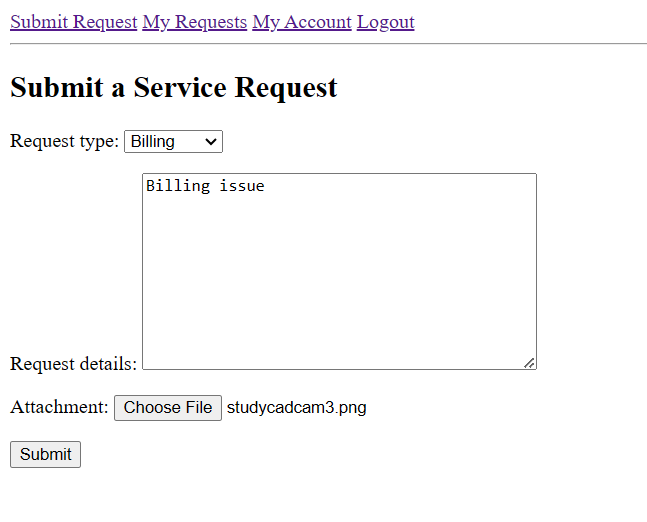 Submit Request My Requests My Account Logout
Submit a Service Request
Request type: Billing
Billing issue
Request details:
Attachment: Choose File studycadcam3.png
Submit